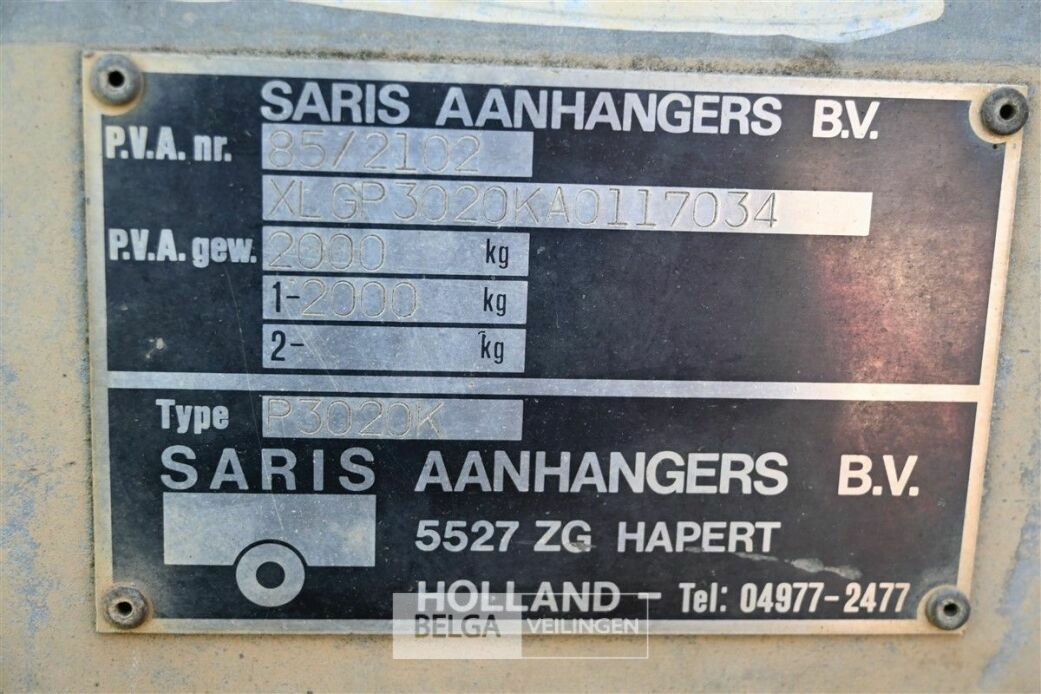 SARIS AANHANGERS B.V.
P.V.A. nr. 85/2102
XLGP3020KA0117034
P.V.A. gew. 2000 kg
1-2000 kg
2- kg
Type P3020K
SARIS AANHANGERS B.V.
5527 ZG HAPERT
HOLLAND - Tel: 04977-2477
BELGA VEILINGEN